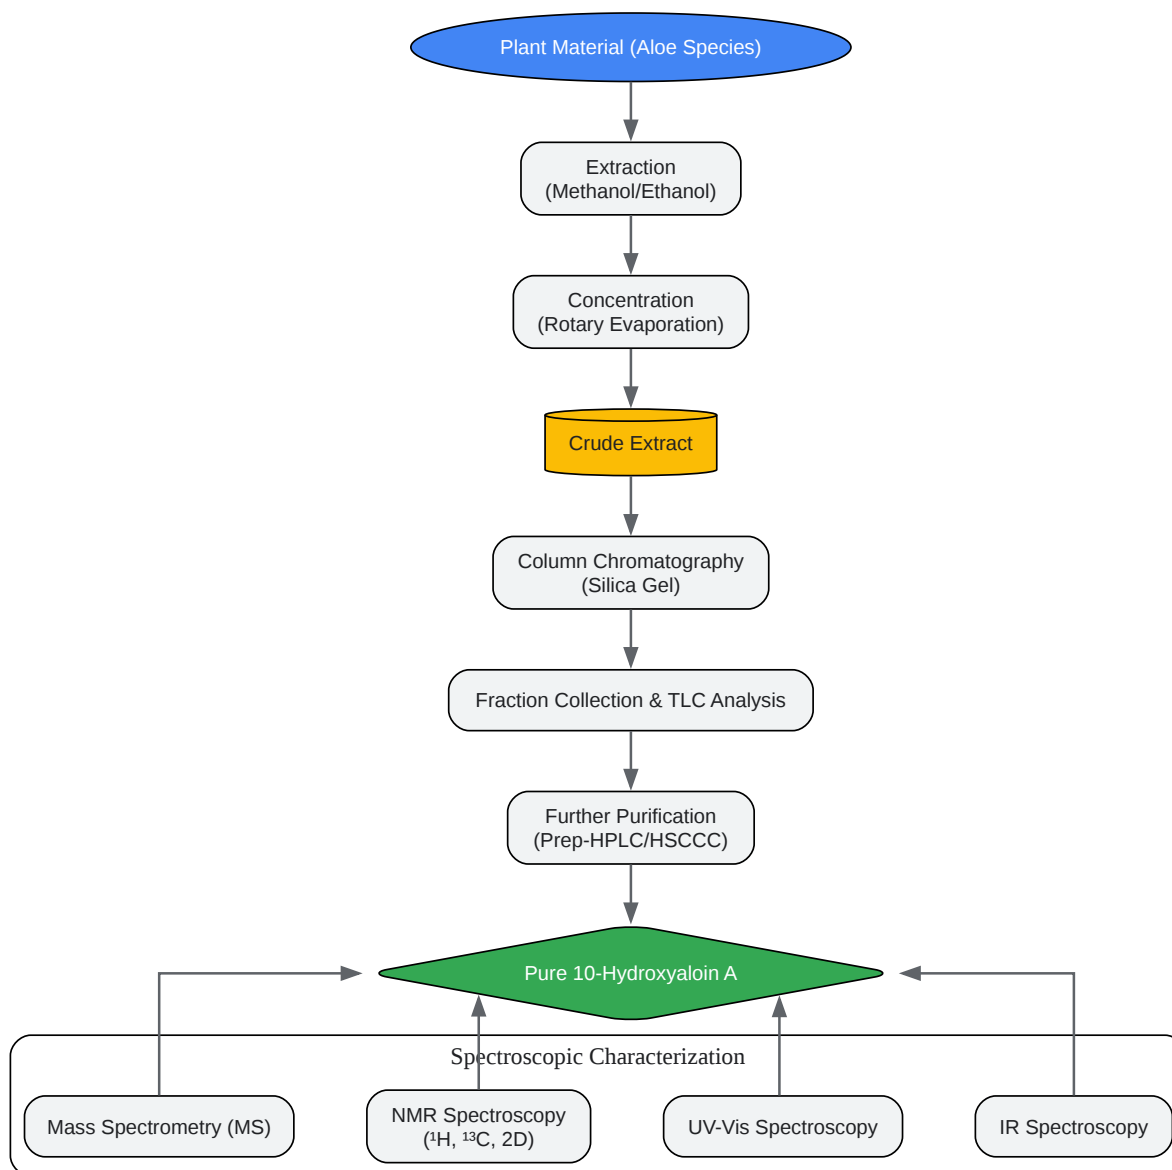 Plant Material (Aloe Species)
Extraction
(Methanol/Ethanol)
Concentration
(Rotary Evaporation)
Crude Extract
Column Chromatography
(Silica Gel)
Fraction Collection & TLC Analysis
Further Purification
(Prep-HPLC/HSCCC)
Pure 10-Hydroxyaloin A
Spectroscopic Characterization
Mass Spectrometry (MS)
NMR Spectroscopy
(¹H, ¹³C, 2D)
UV-Vis Spectroscopy
IR Spectroscopy